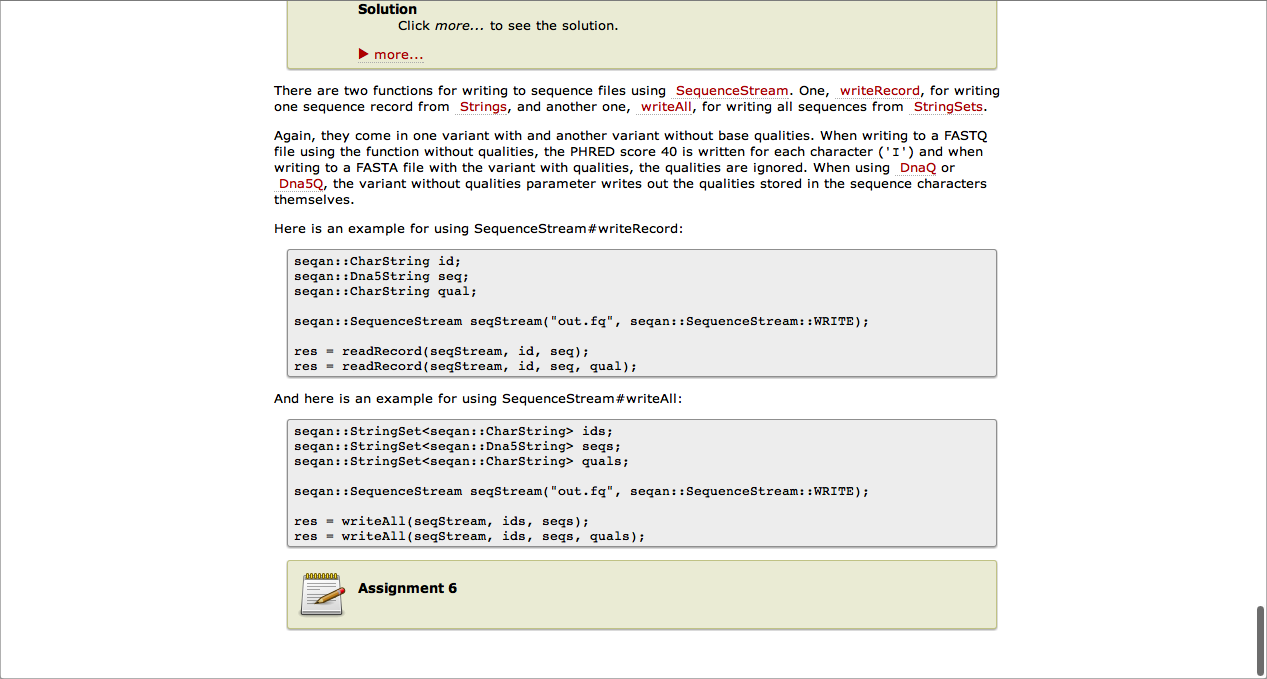 Solution
Click more... to see the solution.
more...
There are two functions for writing to sequence files using SequenceStream. One, writeRecord, for writing
one sequence record from Strings, and another one, writeAll, for writing all sequences from StringSets.
Again, they come in one variant with and another variant without base qualities. When writing to a FASTQ
file using the function without qualities, the PHRED score 40 is written for each character ('I') and when
writing to a FASTA file with the variant with qualities, the qualities are ignored. When using DnaQ or
Dna5Q, the variant without qualities parameter writes out the qualities stored in the sequence characters
themselves.
Here is an example for using SequenceStream#writeRecord:
seqan::CharString id;
seqan::Dna5String seq;
seqan::CharString qual;
seqan::SequenceStream seqStream("out.fq", seqan::SequenceStream::WRITE);
res = readRecord(seqStream, id, seq);
res = readRecord(seqStream, id, seq, qual);
And here is an example for using SequenceStream#writeAll:
seqan::StringSet<seqan::CharString> ids;
seqan::StringSet<seqan::Dna5String> seqs;
seqan::StringSet<seqan::CharString> quals;
seqan::SequenceStream seqStream("out.fq", seqan::SequenceStream::WRITE);
res = writeAll(seqStream, ids, seqs);
res = writeAll(seqStream, ids, seqs, quals);
Assignment 6